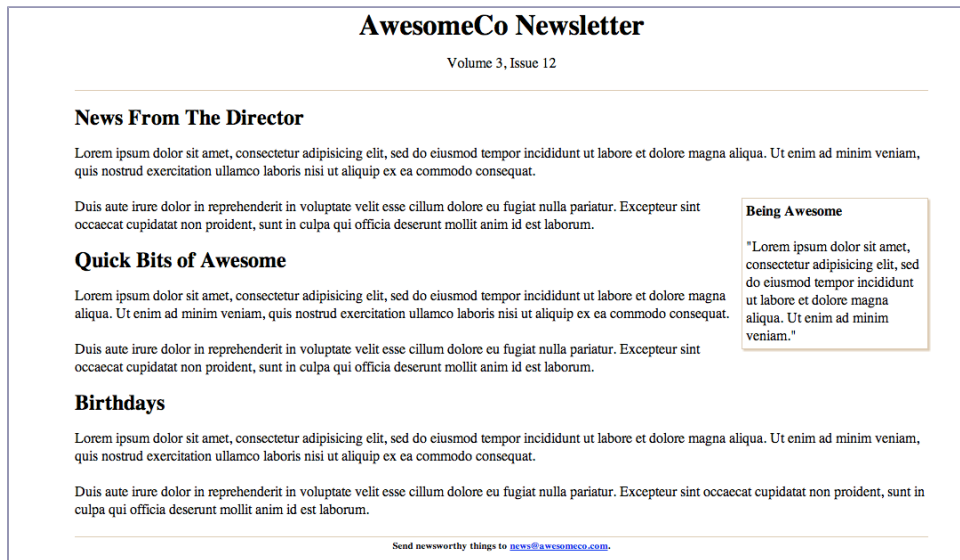 AwesomeCo Newsletter
Volume 3, Issue 12
News From The Director
Lorem ipsum dolor sit amet, consectetur adipisicing elit, sed do eiusmod tempor incididunt ut labore et dolore magna aliqua. Ut enim ad minim veniam,
quis nostrud exercitation ullamco laboris nisi ut aliquip ex ea commodo consequat.
Duis aute irure dolor in reprehenderit in voluptate velit esse cillum dolore eu fugiat nulla pariatur. Excepteur sint
occaecat cupidatat non proident, sunt in culpa qui officia deserunt mollit anim id est laborum.
Being Awesome
"Lorem ipsum dolor sit amet,
consectetur adipisicing elit, sed
do eiusmod tempor incididunt
ut labore et dolore magna
aliqua. Ut enim ad minim
veniam."
Quick Bits of Awesome
Lorem ipsum dolor sit amet, consectetur adipisicing elit, sed do eiusmod tempor incididunt ut labore et dolore magna
aliqua. Ut enim ad minim veniam, quis nostrud exercitation ullamco laboris nisi ut aliquip ex ea commodo consequat.
Duis aute irure dolor in reprehenderit in voluptate velit esse cillum dolore eu fugiat nulla pariatur. Excepteur sint
occaecat cupidatat non proident, sunt in culpa qui officia deserunt mollit anim id est laborum.
Birthdays
Lorem ipsum dolor sit amet, consectetur adipisicing elit, sed do eiusmod tempor incididunt ut labore et dolore magna aliqua. Ut enim ad minim veniam,
quis nostrud exercitation ullamco laboris nisi ut aliquip ex ea commodo consequat.
Duis aute irure dolor in reprehenderit in voluptate velit esse cillum dolore eu fugiat nulla pariatur. Excepteur sint occaecat cupidatat non proident, sunt in
culpa qui officia deserunt mollit anim id est laborum.
Send newsworthy things to news@awesomeco.com.